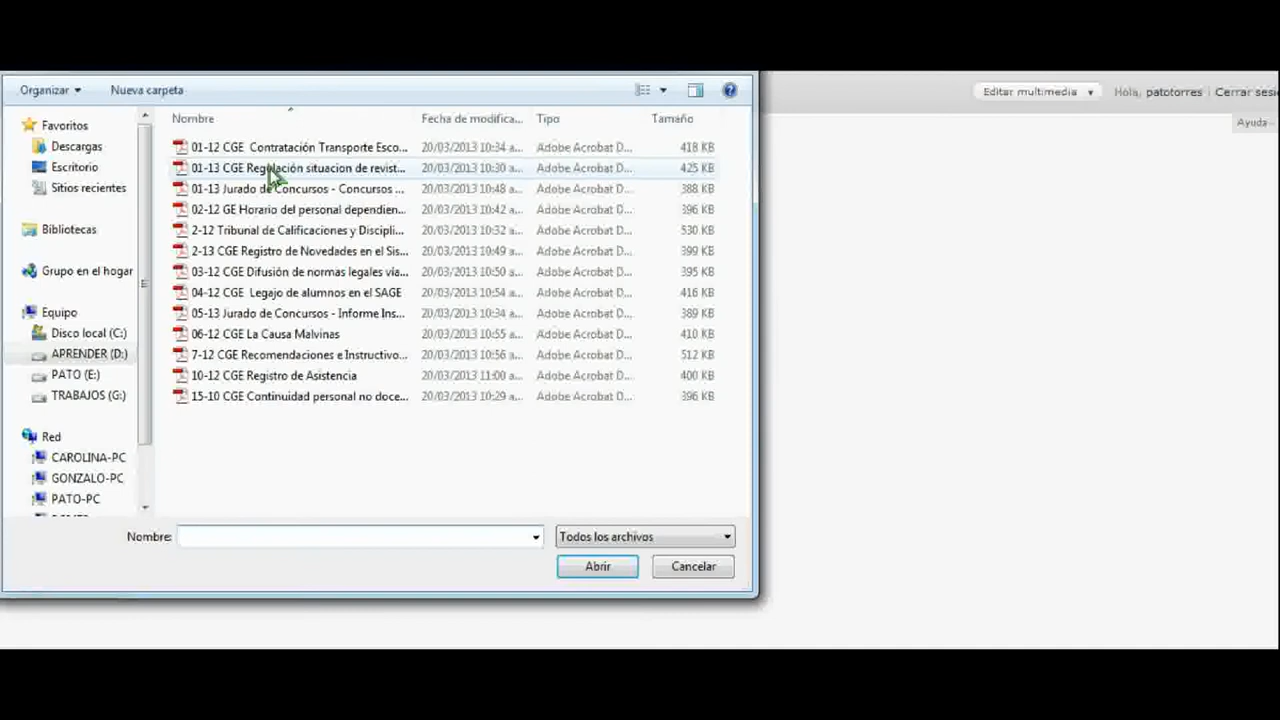 Organizar
Nueva carpeta
Editar multimedia
Hola, patotorres
Cerrar sesi
Ayuda
Nombre
Fecha de modifica...
Tipo
Tamaño
Favoritos
Descargas
Escritorio
Sitios recientes
Bibliotecas
Grupo en el hogar
Equipo
Disco local (C:)
APRENDER (D:)
PATO (E:)
TRABAJOS (G:)
Red
CAROLINA-PC
GONZALO-PC
PATO-PC
01-12 CGE Contratación Transporte Esco... 20/03/2013 10:34 a... Adobe Acrobat D... 418 KB
01-13 CGE Regulación situacion de revist... 20/03/2013 10:30 a... Adobe Acrobat D... 425 KB
01-13 Jurado de Concursos - Concursos ... 20/03/2013 10:48 a... Adobe Acrobat D... 388 KB
02-12 GE Horario del personal dependien... 20/03/2013 10:42 a... Adobe Acrobat D... 396 KB
2-12 Tribunal de Calificaciones y Discipli... 20/03/2013 10:32 a... Adobe Acrobat D... 530 KB
2-13 CGE Registro de Novedades en el Sis... 20/03/2013 10:49 a... Adobe Acrobat D... 399 KB
03-12 CGE Difusión de normas legales vía... 20/03/2013 10:50 a... Adobe Acrobat D... 395 KB
04-12 CGE Legajo de alumnos en el SAGE 20/03/2013 10:54 a... Adobe Acrobat D... 416 KB
05-13 Jurado de Concursos - Informe Ins... 20/03/2013 10:34 a... Adobe Acrobat D... 389 KB
06-12 CGE La Causa Malvinas 20/03/2013 10:55 a... Adobe Acrobat D... 410 KB
7-12 CGE Recomendaciones e Instructivo... 20/03/2013 10:56 a... Adobe Acrobat D... 512 KB
10-12 CGE Registro de Asistencia 20/03/2013 11:00 a... Adobe Acrobat D... 400 KB
15-10 CGE Continuidad personal no doce... 20/03/2013 10:29 a... Adobe Acrobat D... 396 KB
Nombre:
Todos los archivos
Abrir
Cancelar